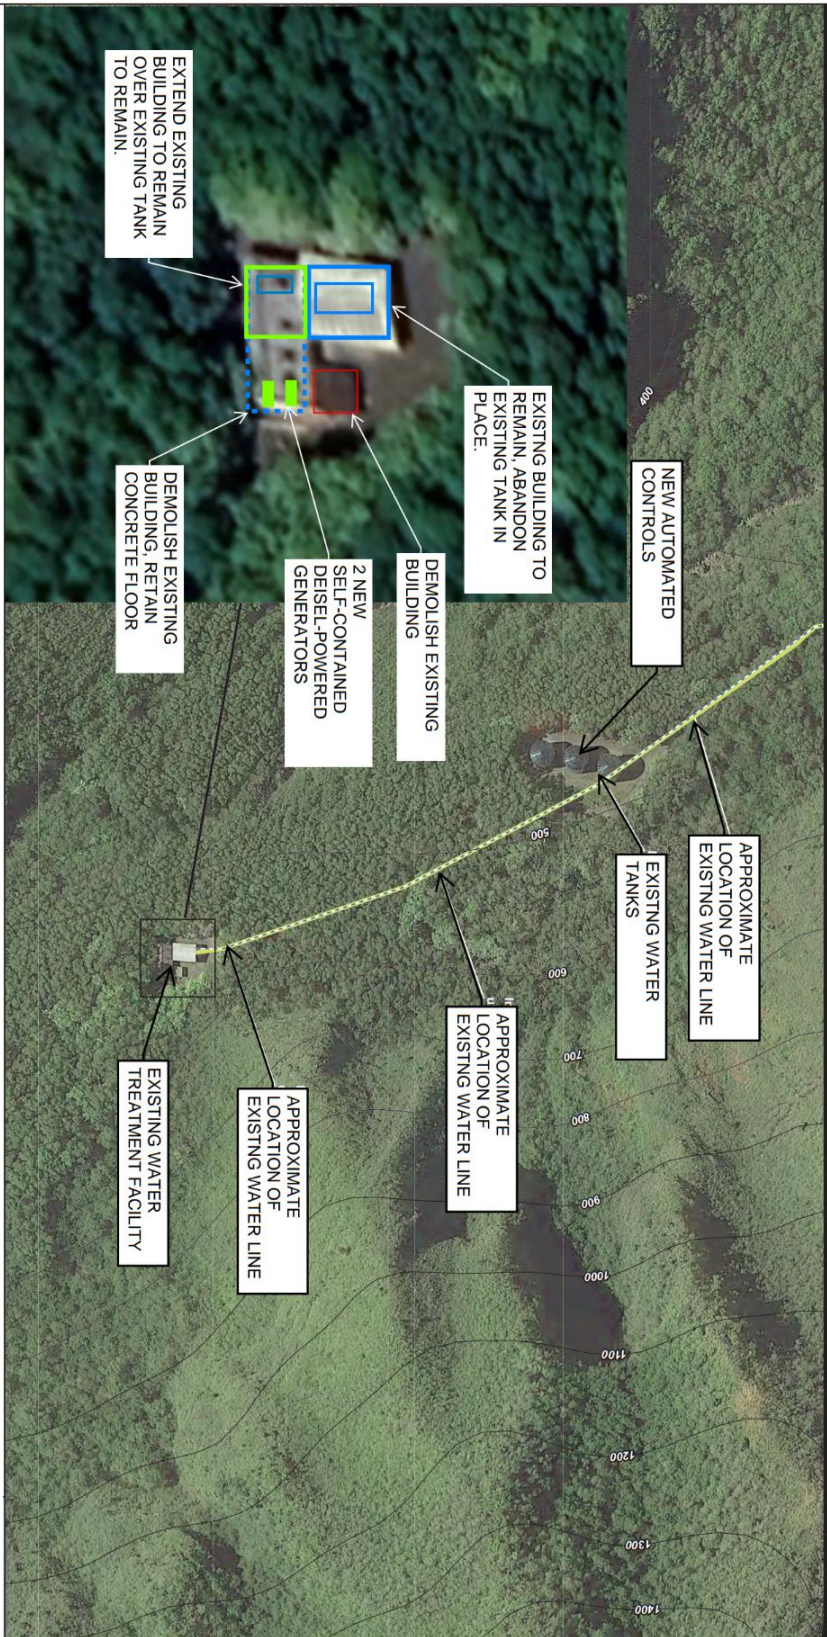 EXTEND EXISTING
BUILDING TO REMAIN
OVER EXISTING TANK
TO REMAIN.
EXISTNG BUILDING TO
REMAIN, ABANDON
EXISTING TANK IN
PLACE.
DEMOLISH EXISTING
BUILDING
2 NEW
SELF-CONTAINED
DEISEL-POWERED
GENERATORS
DEMOLISH EXISTING
BUILDING, RETAIN
CONCRETE FLOOR
NEW AUTOMATED
CONTROLS
APPROXIMATE
LOCATION OF
EXISTNG WATER LINE
EXISTNG WATER
TANKS
APPROXIMATE
LOCATION OF
EXISTNG WATER LINE
APPROXIMATE
LOCATION OF
EXISTNG WATER LINE
EXISTING WATER
TREATMENT FACILITY
400
500
600
700
800
900
1000
1100
1200
1300
1400